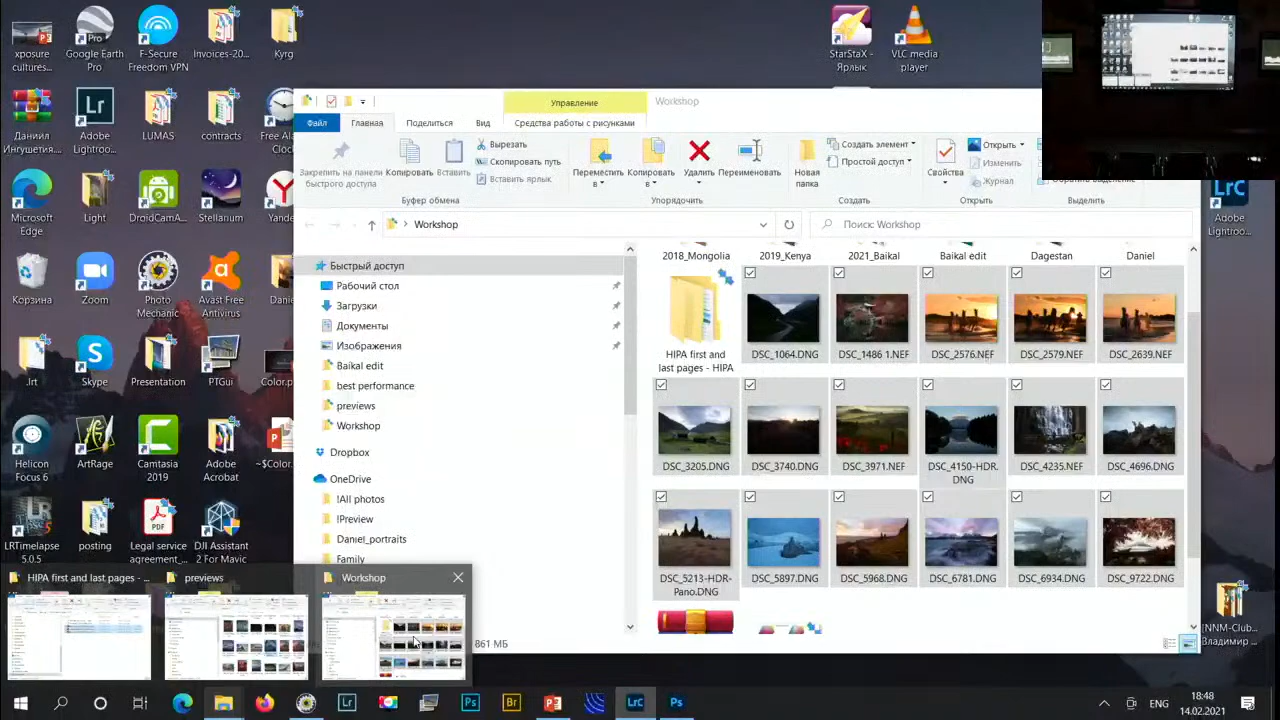 xposure
cultures...
Google Earth
Pro
F-Secure
Freedom VPN
Invoices-20...
Kyrg
StarStaX -
Ярлык
VLC media
player
Даниил
Ингушетия...
Adobe
Lightroo...
LUMAS
contracts
Free Ala
Clock
Microsoft
Edge
Light
DroidCamA...
Stellarium
Yande
Корзина
Zoom
Photo
Mechanic
Avast Free
Antivirus
Danie
.lrt
Skype
Presentation
PTGui
Color.p
Helicon
Focus 6
ArtRage
Camtasia
2019
Adobe
Acrobat
~$Color.
LRTimelapse
5.0.5
posting
Legal service
agreement_...
DJI Assistant
2 For Mavic
Управление
Workshop
Файл
Главная
Поделиться
Вид
Средства работы с рисунками
Закрепить на панели
быстрого доступа
Копировать
Вставить
Вырезать
Скопировать путь
Вставить ярлык
Буфер обмена
Переместить
в
Копировать
в
Удалить
Переименовать
Упорядочить
Новая
папка
Создать элемент
Простой доступ
Создать
Свойства
Открыть
Изменить
Журнал
Открыть
Обратить выделение
Выделить
Workshop
Поиск: Workshop
Adobe
Lightroo...
Быстрый доступ
Рабочий стол
Загрузки
Документы
Изображения
Baikal edit
best performance
previews
Workshop
Dropbox
OneDrive
!All photos
!Preview
Daniel_portraits
Family
2018_Mongolia
2019_Kenya
2021_Baikal
Baikal edit
Dagestan
Daniel
HIPA first and
last pages - HIPA
DSC_1064.DNG
DSC_1486 1.NEF
DSC_2576.NEF
DSC_2579.NEF
DSC_2639.NEF
DSC_3205.DNG
DSC_3740.DNG
DSC_3971.NEF
DSC_4150-HDR.
DNG
DSC_4235.NEF
DSC_4696.DNG
DSC_5213-HDR-
Pano.DNG
DSC_5897.DNG
DSC_5968.DNG
DSC_6781.DNG
DSC_6934.DNG
DSC_9722.DNG
HIPA first and last pages - ...
previews
Workshop
NNM-Club...
Владимир ...
ENG
18:48
14.02.2021